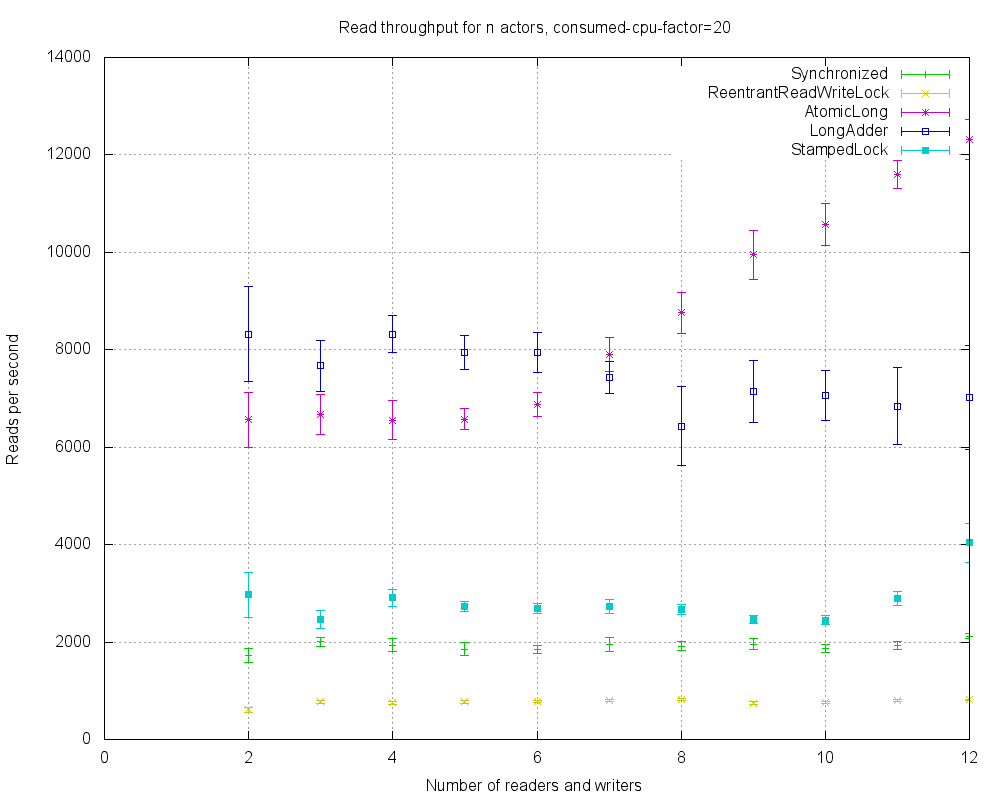 Read throughput for n actors, consumed-cpu-factor=20
14000
12000
10000
8000
6000
4000
2000
0
Reads per second
Synchronized
ReentrantReadWriteLock
AtomicLong
LongAdder
StampedLock
0 2 4 6 8 10 12
Number of readers and writers